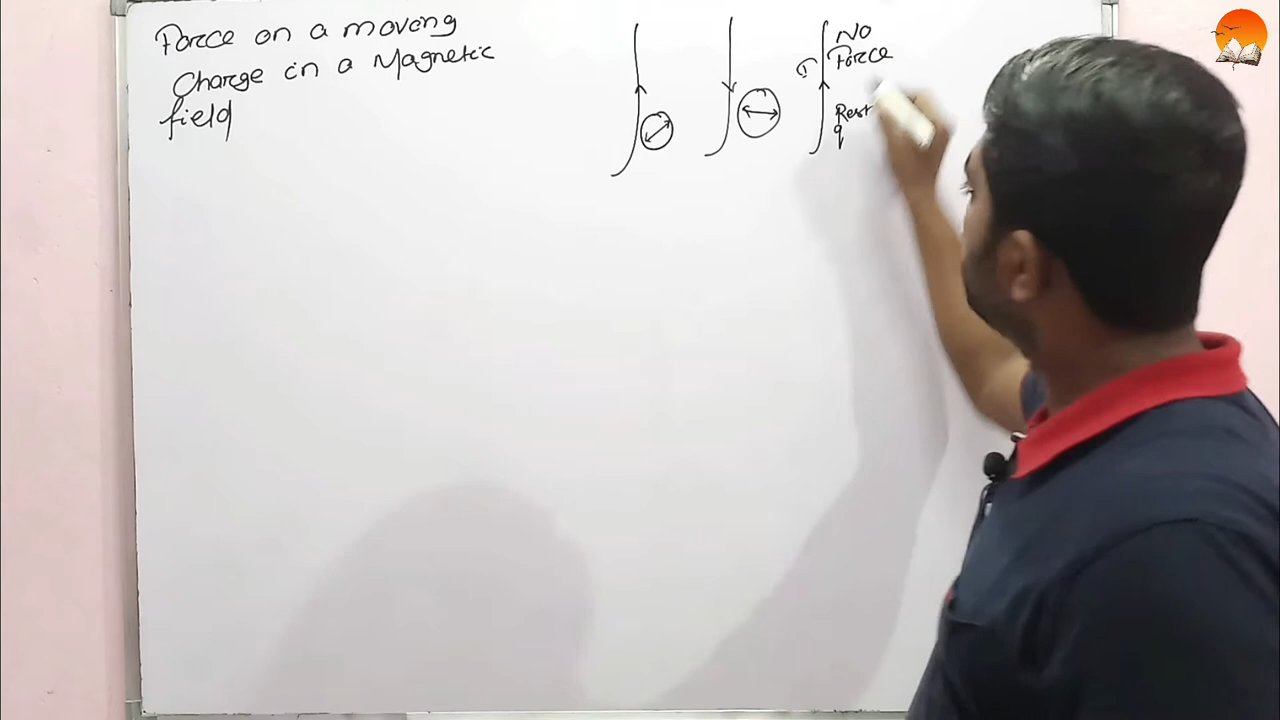 Force on a moving
Charge in a Magnetic
field
NO
Force
Rest
q